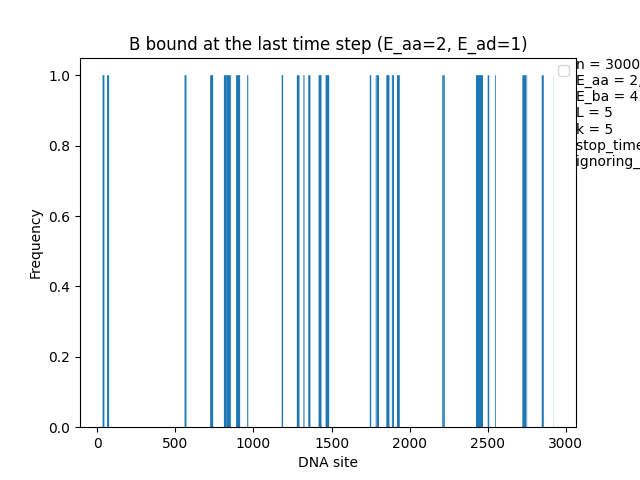 B bound at the last time step (E_aa=2, E_ad=1)
n = 3000
E_aa = 2,
E_ba = 4
L = 5
k = 5
stop_time
ignoring_
1.0
0.8
0.6
0.4
0.2
0.0
Frequency
0 500 1000 1500 2000 2500 3000
DNA site